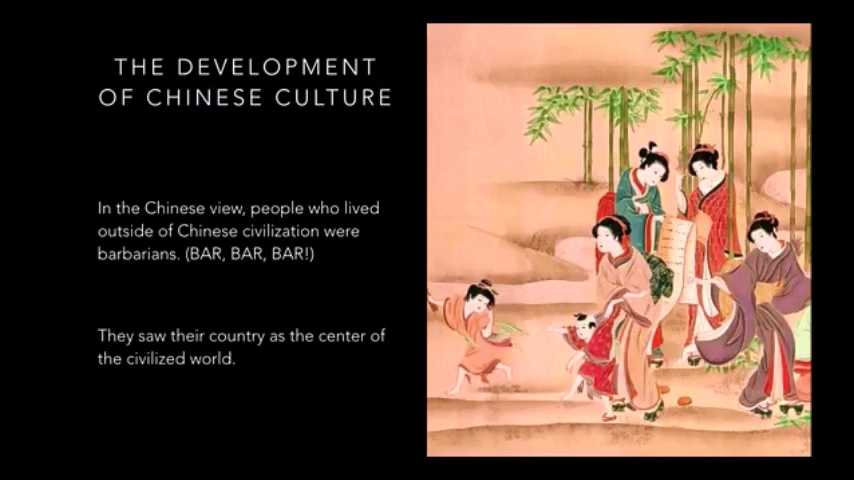 THE DEVELOPMENT
OF CHINESE CULTURE
In the Chinese view, people who lived
outside of Chinese civilization were
barbarians. (BAR, BAR, BAR!)
They saw their country as the center of
the civilized world.